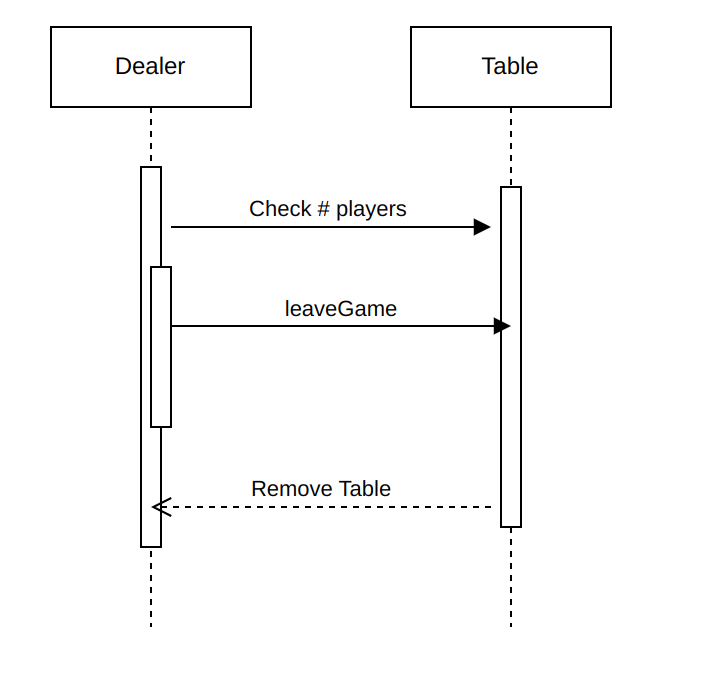 Dealer
Table
Check # players
leaveGame
Remove Table